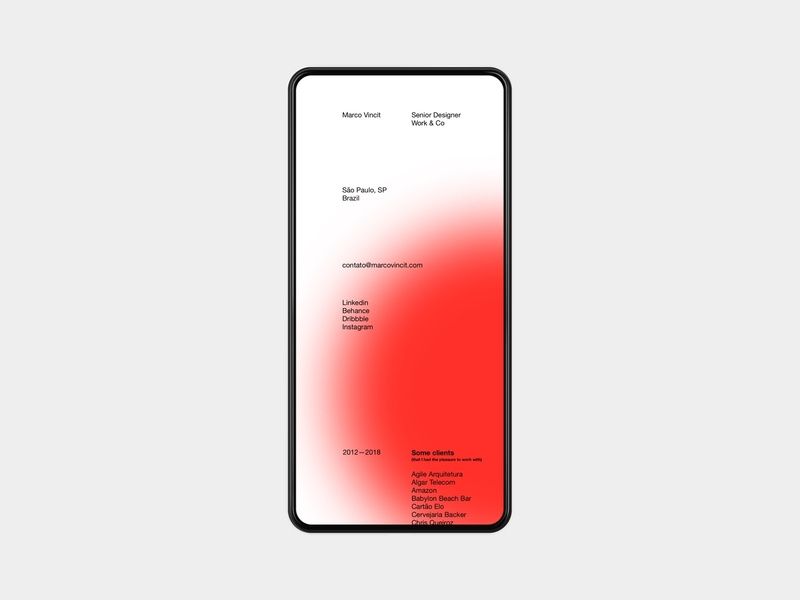 Marco Vincit
Senior Designer
Work & Co
São Paulo, SP
Brazil
contato@marcovincit.com
Linkedin
Behance
Dribbble
Instagram
2012—2018
Some clients
(that I had the pleasure to work with)
Agile Arquitetura
Algar Telecom
Amazon
Babylon Beach Bar
Cartão Elo
Cervejaria Backer
Chris Queiroz